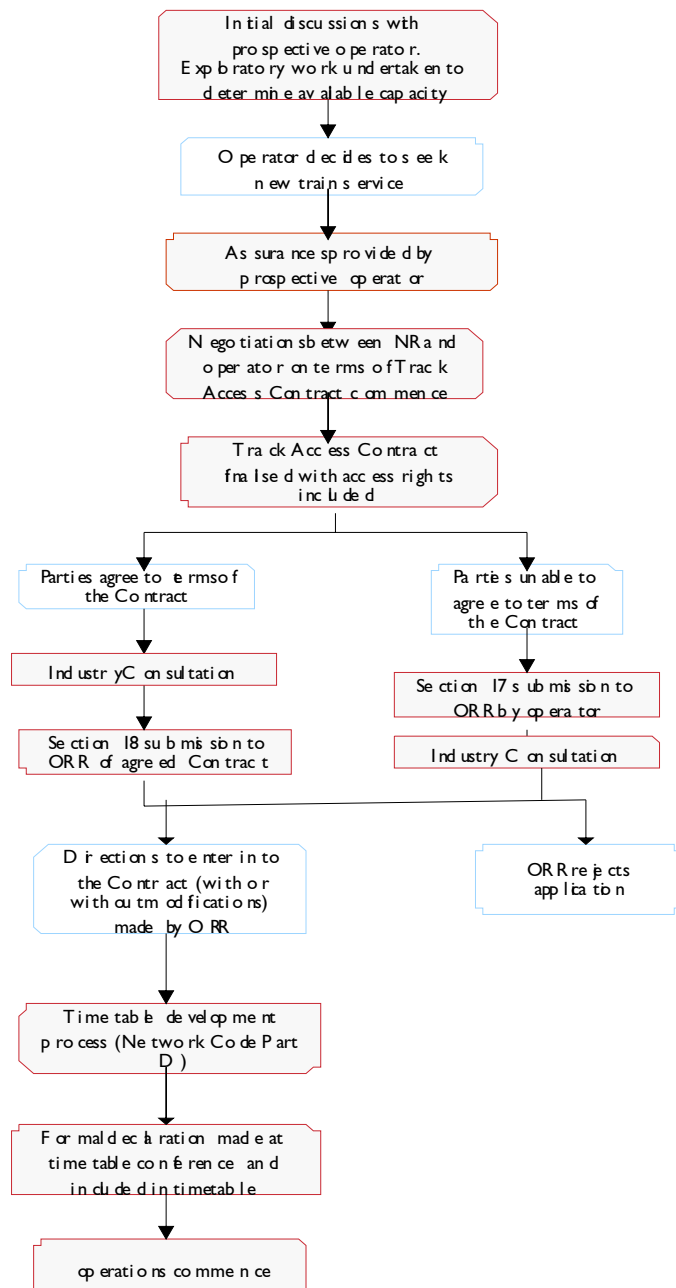 Initial discussions with
prospective operator.
Exploratory work undertaken to
determine available capacity
Operator decides to seek
new train service
Assurances provided by
prospective operator
Negotiations between NR and
operator on terms of Track
Access Contract commence
Track Access Contract
finalised with access rights
included
Parties agree to terms of
the Contract
Parties unable to
agree to terms of
the Contract
Industry Consultation
Section 17 submission to
ORR by operator
Section 18 submission to
ORR of agreed Contract
Industry Consultation
Directions to enter into
the Contract (with or
without modifications)
made by ORR
ORR rejects
application
Timetable development
process (Network Code Part
D)
Formal declaration made at
timetable conference and
included in timetable
operations commence